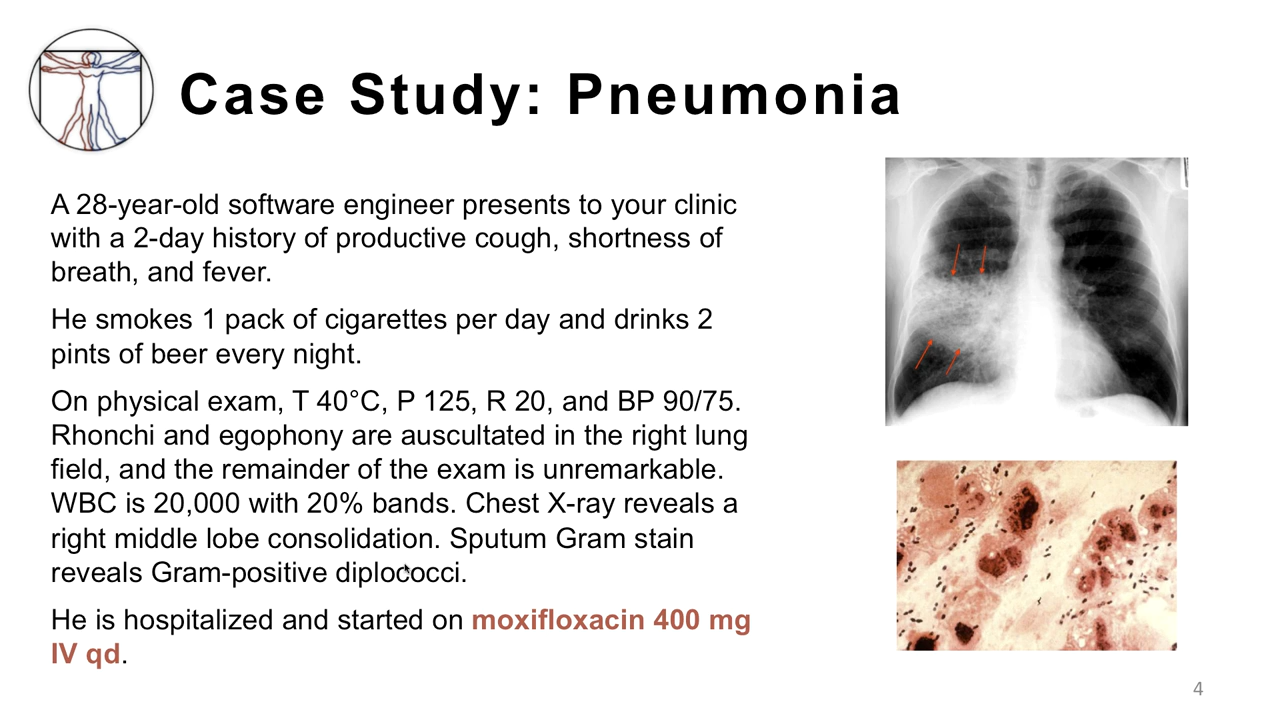 Case Study: Pneumonia
A 28-year-old software engineer presents to your clinic
with a 2-day history of productive cough, shortness of
breath, and fever.
He smokes 1 pack of cigarettes per day and drinks 2
pints of beer every night.
On physical exam, T 40°C, P 125, R 20, and BP 90/75.
Rhonchi and egophony are auscultated in the right lung
field, and the remainder of the exam is unremarkable.
WBC is 20,000 with 20% bands. Chest X-ray reveals a
right middle lobe consolidation. Sputum Gram stain
reveals Gram-positive diplococci.
He is hospitalized and started on moxifloxacin 400 mg
IV qd.
4